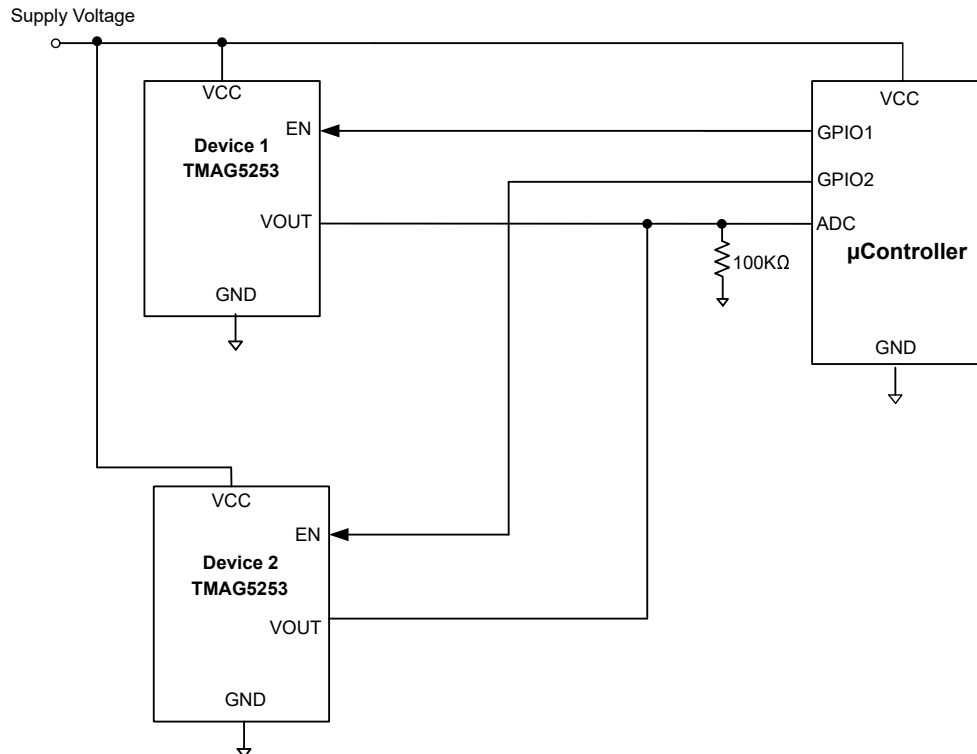 Supply Voltage
VCC
EN
Device 1
TMAG5253
VOUT
GND
VCC
GPIO1
GPIO2
ADC
µController
100KΩ
GND
VCC
EN
Device 2
TMAG5253
VOUT
GND